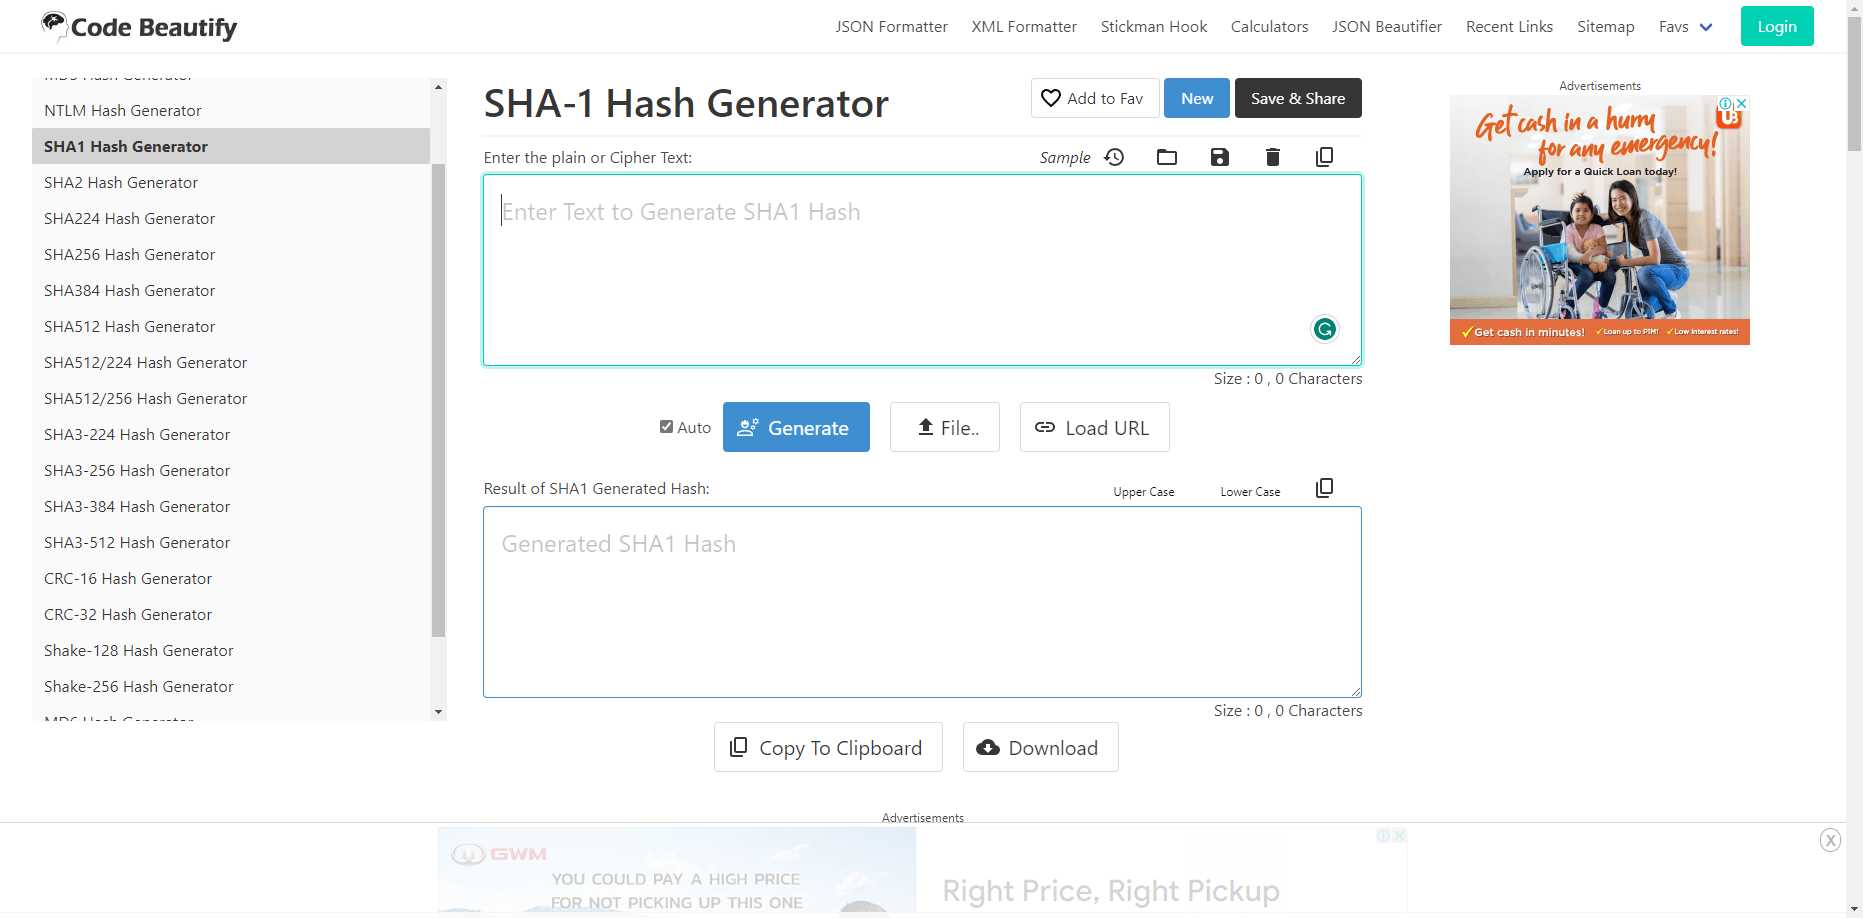 Code Beautify
JSON Formatter
XML Formatter
Stickman Hook
Calculators
JSON Beautifier
Recent Links
Sitemap
Favs
Login
NTLM Hash Generator
SHA1 Hash Generator
SHA2 Hash Generator
SHA224 Hash Generator
SHA256 Hash Generator
SHA384 Hash Generator
SHA512 Hash Generator
SHA512/224 Hash Generator
SHA512/256 Hash Generator
SHA3-224 Hash Generator
SHA3-256 Hash Generator
SHA3-384 Hash Generator
SHA3-512 Hash Generator
CRC-16 Hash Generator
CRC-32 Hash Generator
Shake-128 Hash Generator
Shake-256 Hash Generator
SHA-1 Hash Generator
Add to Fav
New
Save & Share
Enter the plain or Cipher Text:
Sample
Enter Text to Generate SHA1 Hash
Size : 0 , 0 Characters
Auto
Generate
File..
Load URL
Result of SHA1 Generated Hash:
Upper Case
Lower Case
Generated SHA1 Hash
Size : 0 , 0 Characters
Copy To Clipboard
Download
Advertisements
Get cash in a hurry
for any emergency!
Apply for a Quick Loan today!
Get cash in minutes!
Loan up to P1M!
Low interest rates!
Advertisements
GWM
YOU COULD PAY A HIGH PRICE
FOR NOT PICKING UP THIS ONE
Right Price, Right Pickup
X